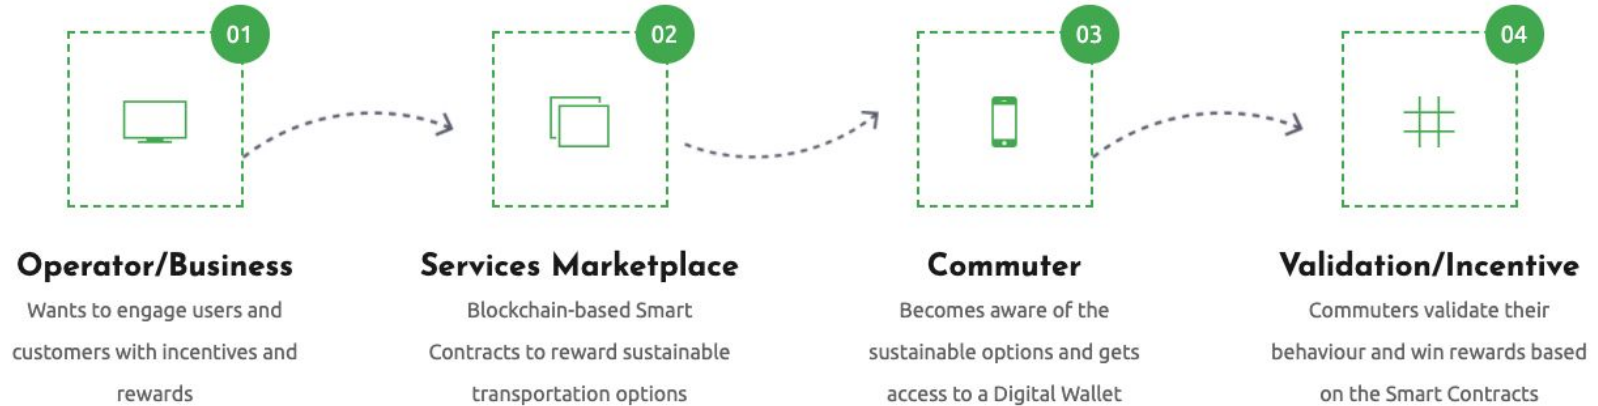 01
Operator/Business
Wants to engage users and
customers with incentives and
rewards
02
Services Marketplace
Blockchain-based Smart
Contracts to reward sustainable
transportation options
03
Commuter
Becomes aware of the
sustainable options and gets
access to a Digital Wallet
04
Validation/Incentive
Commuters validate their
behaviour and win rewards based
on the Smart Contracts